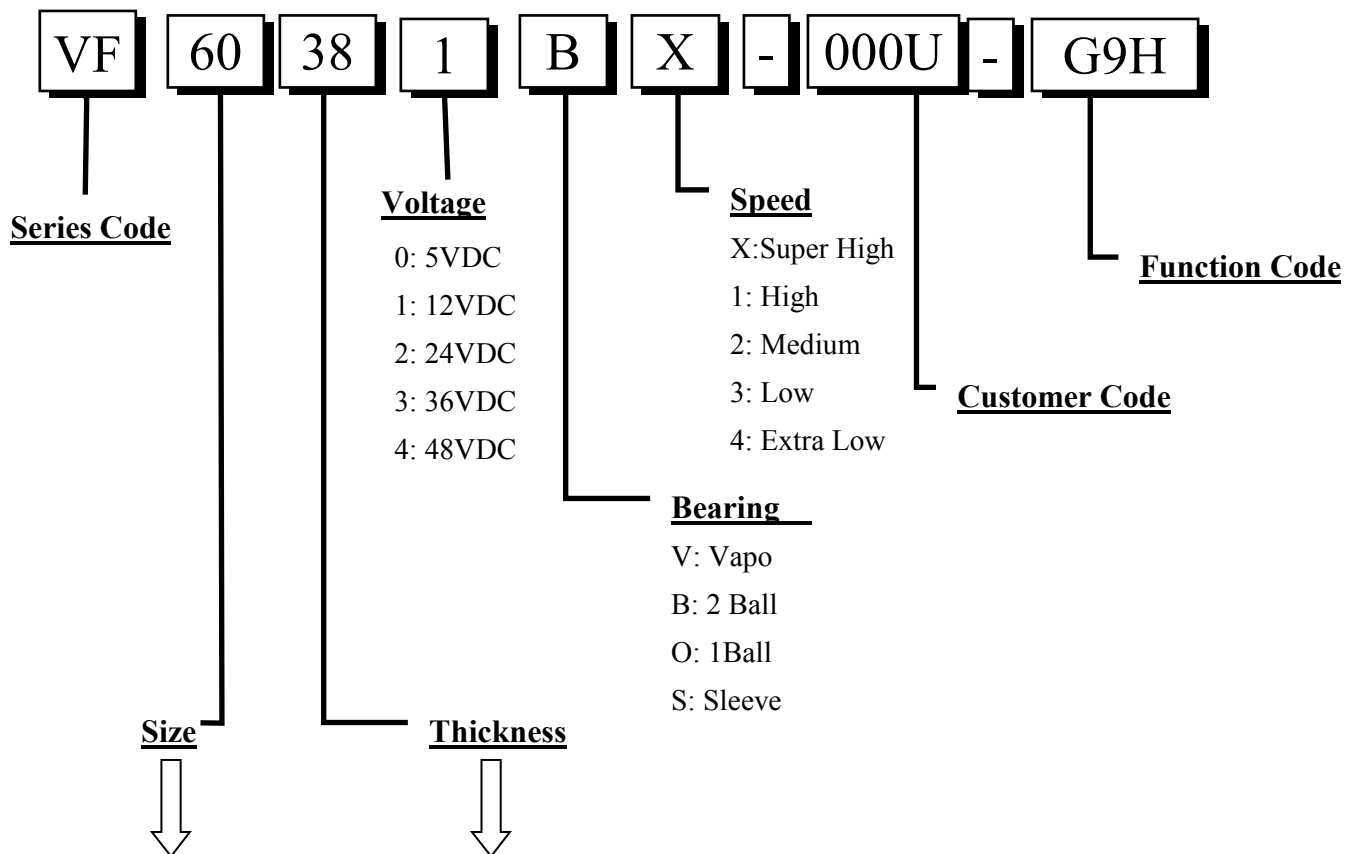 VF 60 38 1 B X - 000U - G9H
Series Code
Voltage
0: 5VDC
1: 12VDC
2: 24VDC
3: 36VDC
4: 48VDC
Speed
X:Super High
1: High
2: Medium
3: Low
4: Extra Low
Function Code
Customer Code
Bearing
V: Vapo
B: 2 Ball
O: 1Ball
S: Sleeve
Size
Thickness